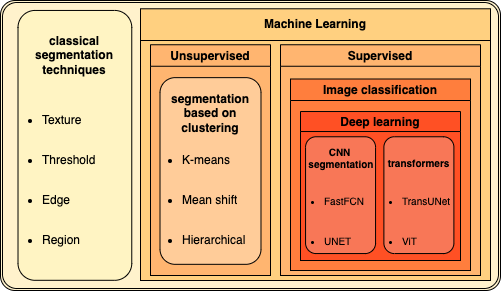 classical
segmentation
techniques
• Texture
• Threshold
• Edge
• Region
Machine Learning
Unsupervised
segmentation
based on
clustering
• K-means
• Mean shift
• Hierarchical
Supervised
Image classification
Deep learning
CNN
segmentation
• FastFCN
• UNET
transformers
• TransUNet
• ViT